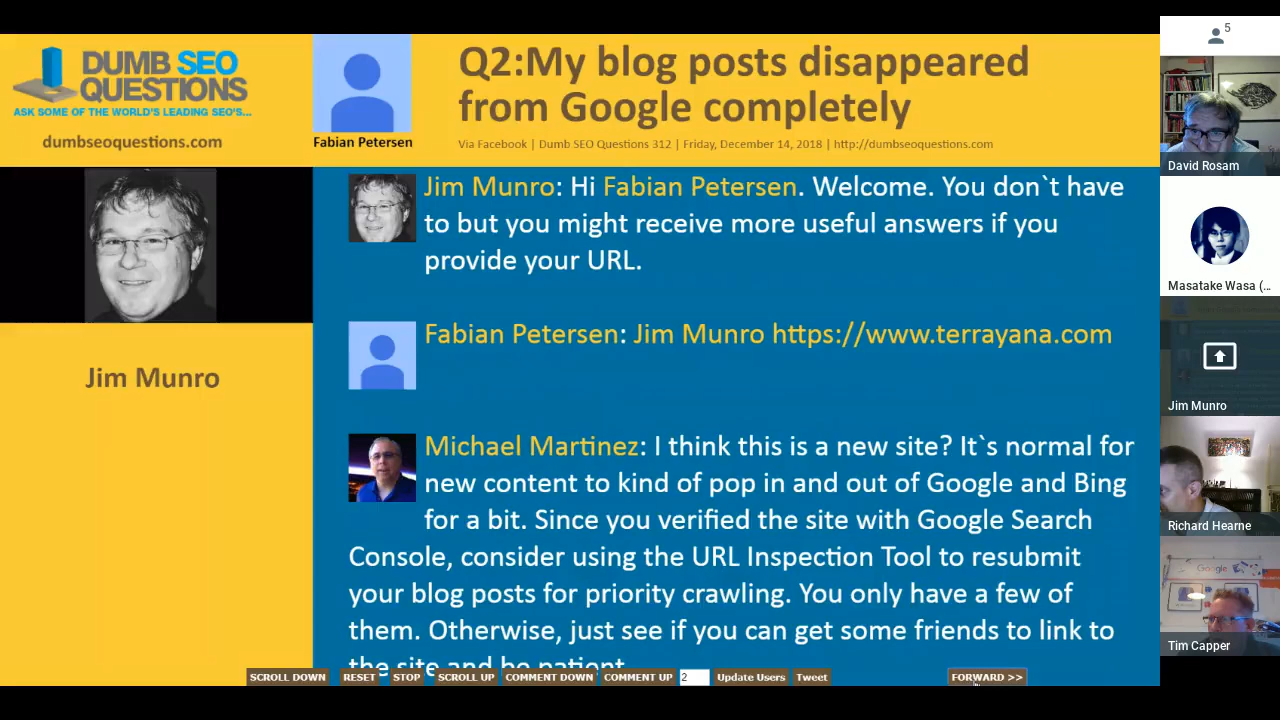 DUMB SEO
QUESTIONS
ASK SOME OF THE WORLD'S LEADING SEO'S...
dumbseoquestions.com
Fabian Petersen
Q2:My blog posts disappeared
from Google completely
Via Facebook | Dumb SEO Questions 312 | Friday, December 14, 2018 | http://dumbseoquestions.com
Jim Munro
Jim Munro: Hi Fabian Petersen. Welcome. You don`t have
to but you might receive more useful answers if you
provide your URL.
Fabian Petersen: Jim Munro https://www.terrayana.com
Michael Martinez: I think this is a new site? It`s normal for
new content to kind of pop in and out of Google and Bing
for a bit. Since you verified the site with Google Search
Console, consider using the URL Inspection Tool to resubmit
your blog posts for priority crawling. You only have a few of
them. Otherwise, just see if you can get some friends to link to
the site and be patient.
SCROLL DOWN RESET STOP SCROLL UP COMMENT DOWN COMMENT UP 2 Update Users Tweet FORWARD >>
5
David Rosam
Masatake Wasa (...
Jim Munro
Richard Hearne
Google
Tim Capper